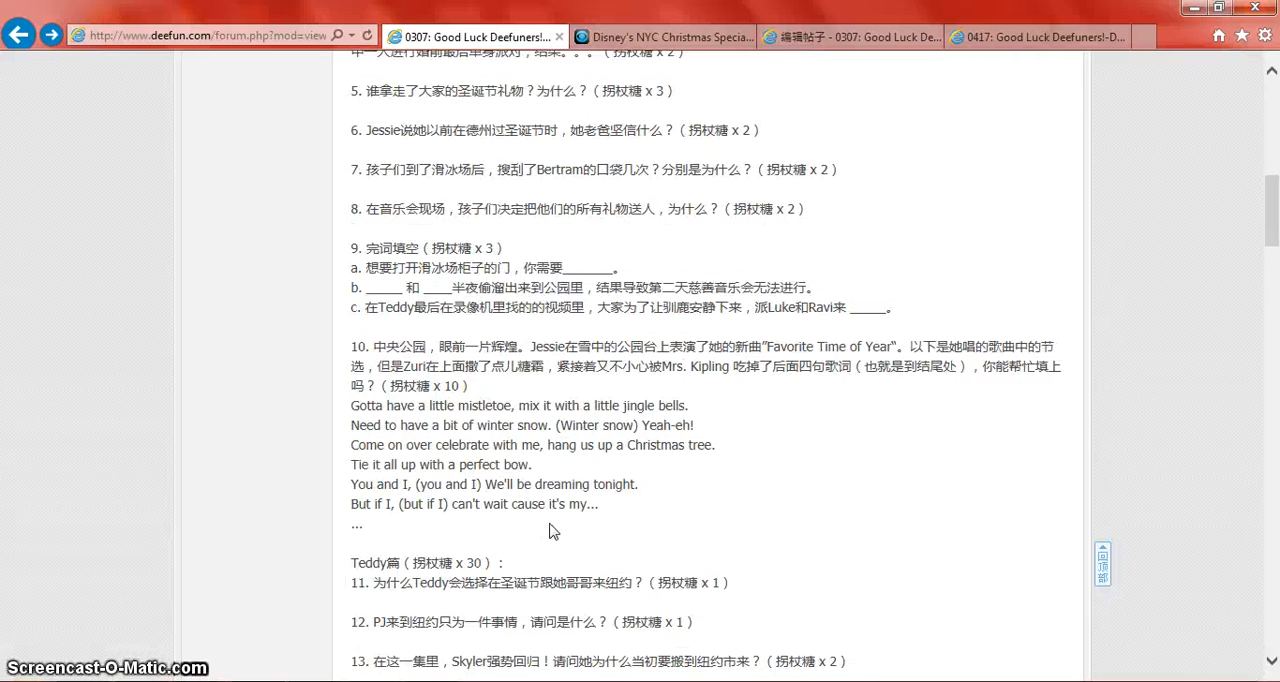 http://www.deefun.com/forum.php?mod=view
0307: Good Luck Deefuners!...
Disney's NYC Christmas Specia...
编辑帖子 - 0307: Good Luck De...
0417: Good Luck Deefuners!-D...
中一人进行婚前最后单身派对，结果。。。（拐杖糖 x 2）
5. 谁拿走了大家的圣诞节礼物？为什么？（拐杖糖 x 3）
6. Jessie说她以前在德州过圣诞节时，她老爸坚信什么？（拐杖糖 x 2）
7. 孩子们到了滑冰场后，搜刮了Bertram的口袋几次？分别是为什么？（拐杖糖 x 2）
8. 在音乐会现场，孩子们决定把他们的所有礼物送人，为什么？（拐杖糖 x 2）
9. 完词填空（拐杖糖 x 3）
a. 想要打开滑冰场柜子的门，你需要_______。
b. _____ 和 ____半夜偷溜出来到公园里，结果导致第二天慈善音乐会无法进行。
c. 在Teddy最后在录像机里找的的视频里，大家为了让驯鹿安静下来，派Luke和Ravi来 _____。
10. 中央公园，眼前一片辉煌。Jessie在雪中的公园台上表演了她的新曲”Favorite Time of Year“。以下是她唱的歌曲中的节
选，但是Zuri在上面撒了点儿糖霜，紧接着又不小心被Mrs. Kipling 吃掉了后面四句歌词（也就是到结尾处），你能帮忙填上
吗？（拐杖糖 x 10）
Gotta have a little mistletoe, mix it with a little jingle bells.
Need to have a bit of winter snow. (Winter snow) Yeah-eh!
Come on over celebrate with me, hang us up a Christmas tree.
Tie it all up with a perfect bow.
You and I, (you and I) We'll be dreaming tonight.
But if I, (but if I) can't wait cause it's my...
...
Teddy篇（拐杖糖 x 30）：
11. 为什么Teddy会选择在圣诞节跟她哥哥来纽约？（拐杖糖 x 1）
12. PJ来到纽约只为一件事情，请问是什么？（拐杖糖 x 1）
13. 在这一集里，Skyler强势回归！请问她为什么当初要搬到纽约市来？（拐杖糖 x 2）
回顶部
Screencast-O-Matic.com